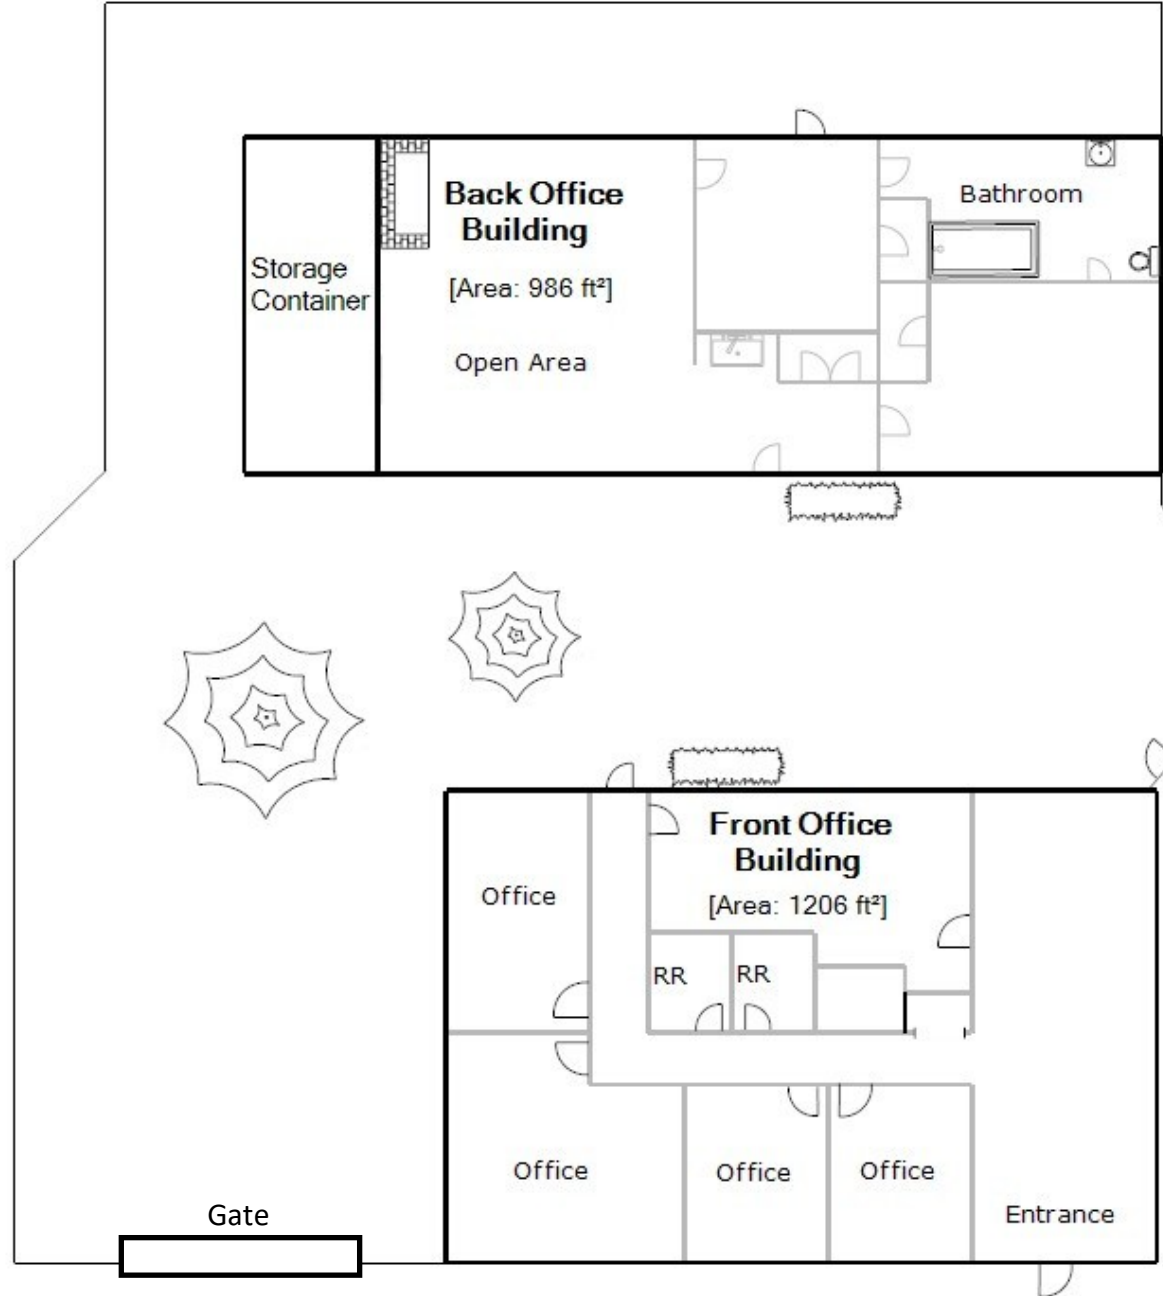 Back Office
Building
[Area: 986 ft²]
Bathroom
Storage
Container
Open Area
Front Office
Building
[Area: 1206 ft²]
Office
RR
RR
Office
Office
Office
Entrance
Gate